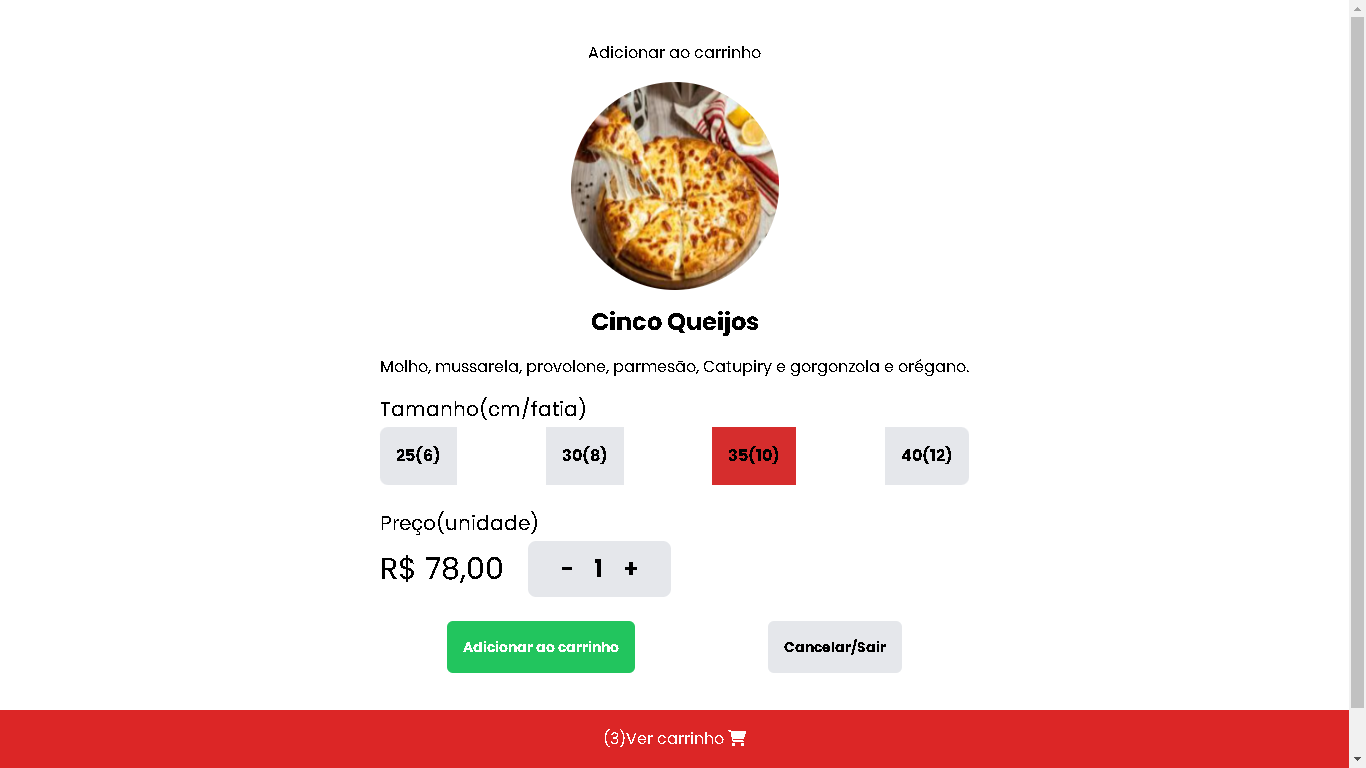 Adicionar ao carrinho
Cinco Queijos
Molho, mussarela, provolone, parmesão, Catupiry e gorgonzola e orégano.
Tamanho(cm/fatia)
25(6) 30(8) 35(10) 40(12)
Preço(unidade)
R$ 78,00 - 1 +
Adicionar ao carrinho Cancelar/Sair
(3)Ver carrinho